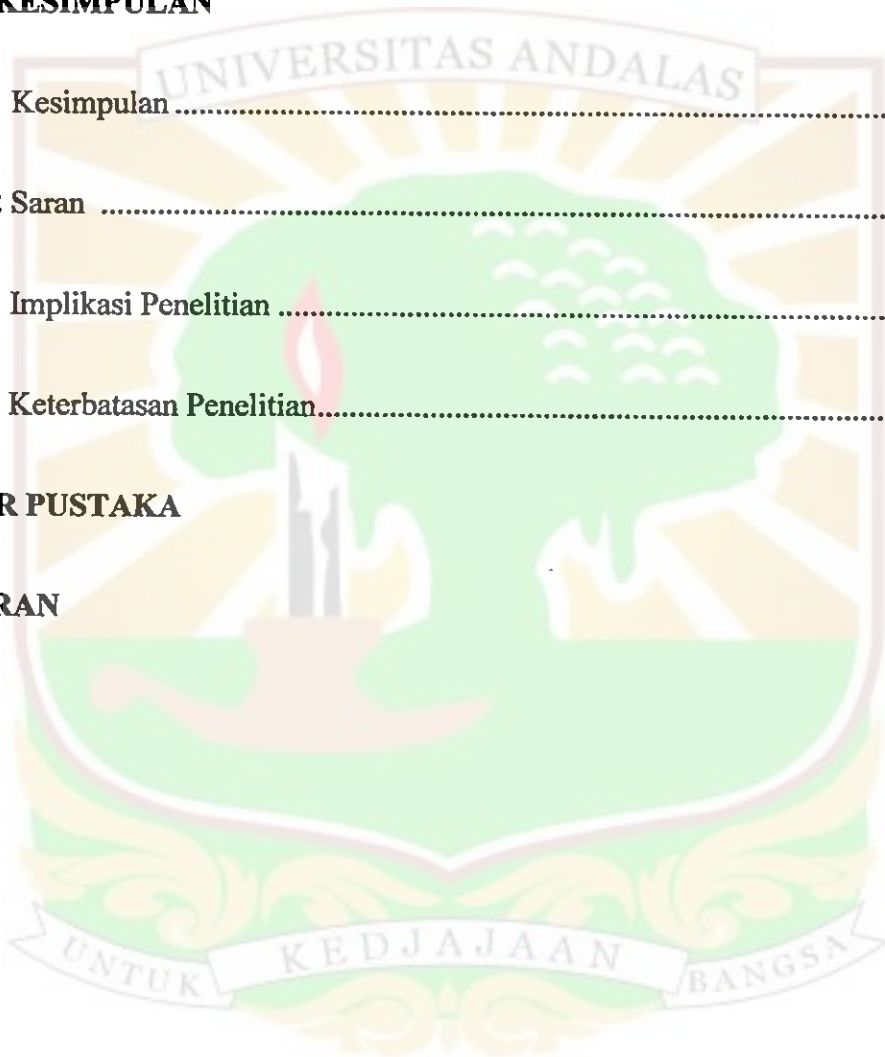 KESIMPULAN
UNIVERSITAS ANDALAS
Kesimpulan ........................................................................................
Saran ........................................................................................
Implikasi Penelitian ........................................................................................
Keterbatasan Penelitian........................................................................................
R PUSTAKA
RAN
UNTUK KEDJAJAAN BANGSA